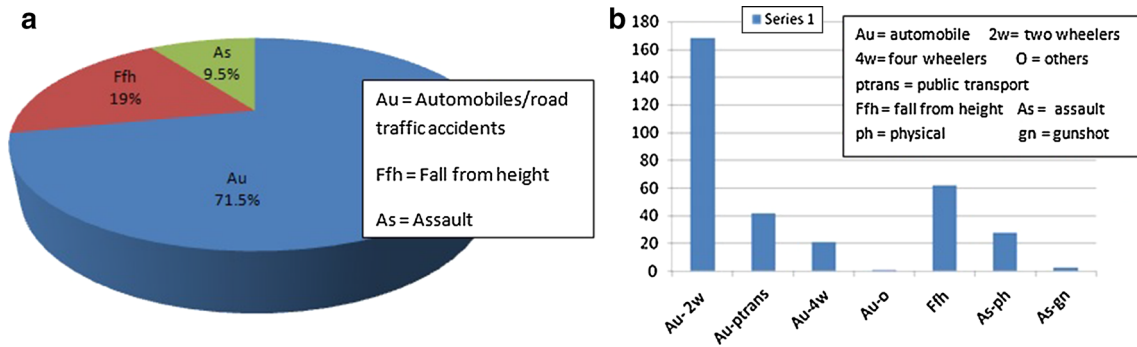 a
As
9.5%
Ffh
19%
Au
71.5%
Au = Automobiles/road
traffic accidents
Ffh = Fall from height
As = Assault
b
Series 1
Au= automobile 2w= two wheelers
4w= four wheelers O = others
ptrans = public transport
Ffh= fall from height As = assault
ph = physical gn = gunshot
180
160
140
120
100
80
60
40
20
0
Au- 2w
Au-ptrans
Au-4w
Au-o
Ffh
As-ph
As-gn